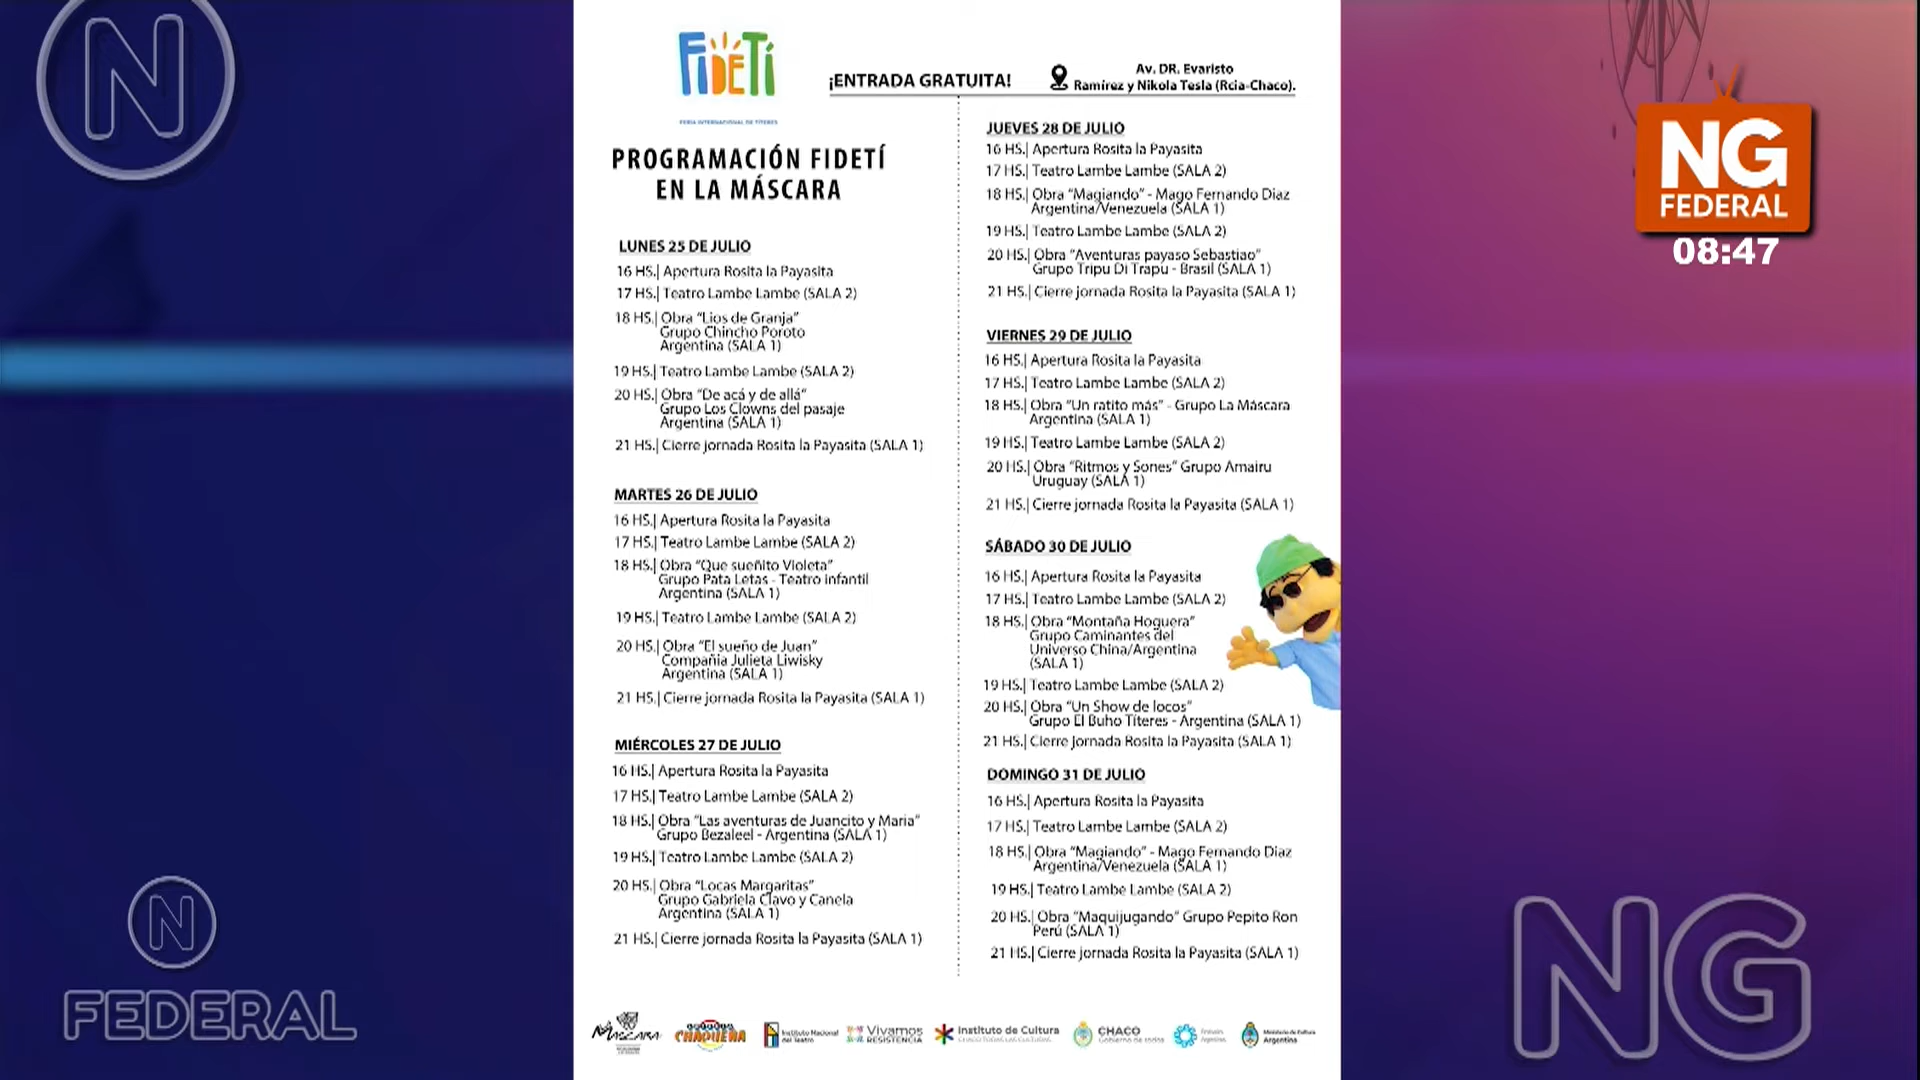 N
FIDETÍ
FERIA INTERNACIONAL DE TÍTERES
¡ENTRADA GRATUITA!
Av. DR. Evaristo
Ramírez y Nikola Tesla (Rcia-Chaco).
PROGRAMACIÓN FIDETÍ
EN LA MÁSCARA
LUNES 25 DE JULIO
16 HS.| Apertura Rosita la Payasita
17 HS.| Teatro Lambe Lambe (SALA 2)
18 HS.| Obra "Lios de Granja"
Grupo Chincho Poroto
Argentina (SALA 1)
19 HS.| Teatro Lambe Lambe (SALA 2)
20 HS.| Obra "De acá y de allá"
Grupo Los Clowns del pasaje
Argentina (SALA 1)
21 HS.| Cierre jornada Rosita la Payasita (SALA 1)
MARTES 26 DE JULIO
16 HS.| Apertura Rosita la Payasita
17 HS.| Teatro Lambe Lambe (SALA 2)
18 HS.| Obra "Que sueñito Violeta"
Grupo Pata Letas - Teatro infantil
Argentina (SALA 1)
19 HS.| Teatro Lambe Lambe (SALA 2)
20 HS.| Obra "El sueño de Juan"
Compañia Julieta Liwisky
Argentina (SALA 1)
21 HS.| Cierre jornada Rosita la Payasita (SALA 1)
MIÉRCOLES 27 DE JULIO
16 HS.| Apertura Rosita la Payasita
17 HS.| Teatro Lambe Lambe (SALA 2)
18 HS.| Obra "Las aventuras de Juancito y Maria"
Grupo Bezaleel - Argentina (SALA 1)
19 HS.| Teatro Lambe Lambe (SALA 2)
20 HS.| Obra "Locas Margaritas"
Grupo Gabriela Clavo y Canela
Argentina (SALA 1)
21 HS.| Cierre jornada Rosita la Payasita (SALA 1)
JUEVES 28 DE JULIO
16 HS.| Apertura Rosita la Payasita
17 HS.| Teatro Lambe Lambe (SALA 2)
18 HS.| Obra "Magiando" - Mago Fernando Diaz
Argentina/Venezuela (SALA 1)
19 HS.| Teatro Lambe Lambe (SALA 2)
20 HS.| Obra "Aventuras payaso Sebastiao"
Grupo Tripu Di Trapu - Brasil (SALA 1)
21 HS.| Cierre jornada Rosita la Payasita (SALA 1)
VIERNES 29 DE JULIO
16 HS.| Apertura Rosita la Payasita
17 HS.| Teatro Lambe Lambe (SALA 2)
18 HS.| Obra "Un ratito más" - Grupo La Máscara
Argentina (SALA 1)
19 HS.| Teatro Lambe Lambe (SALA 2)
20 HS.| Obra "Ritmos y Sones" Grupo Amairu
Uruguay (SALA 1)
21 HS.| Cierre jornada Rosita la Payasita (SALA 1)
SÁBADO 30 DE JULIO
16 HS.| Apertura Rosita la Payasita
17 HS.| Teatro Lambe Lambe (SALA 2)
18 HS.| Obra "Montaña Hoguera"
Grupo Caminantes del
Universo China/Argentina
(SALA 1)
19 HS.| Teatro Lambe Lambe (SALA 2)
20 HS.| Obra "Un Show de locos"
Grupo El Buho Títeres - Argentina (SALA 1)
21 HS.| Cierre jornada Rosita la Payasita (SALA 1)
DOMINGO 31 DE JULIO
16 HS.| Apertura Rosita la Payasita
17 HS.| Teatro Lambe Lambe (SALA 2)
18 HS.| Obra "Magiando" - Mago Fernando Diaz
Argentina/Venezuela (SALA 1)
19 HS.| Teatro Lambe Lambe (SALA 2)
20 HS.| Obra "Maquijugando" Grupo Pepito Ron
Perú (SALA 1)
21 HS.| Cierre jornada Rosita la Payasita (SALA 1)
MÁSCARA
CHAQUEÑA
Instituto Nacional
del Teatro
Vivamos
RESISTENCIA
Instituto de Cultura
CHACO TODAS LAS CULTURAS
CHACO
Gobierno de todos
Ministerio de Cultura
Argentina
NG
FEDERAL
08:47
N
FEDERAL
NG